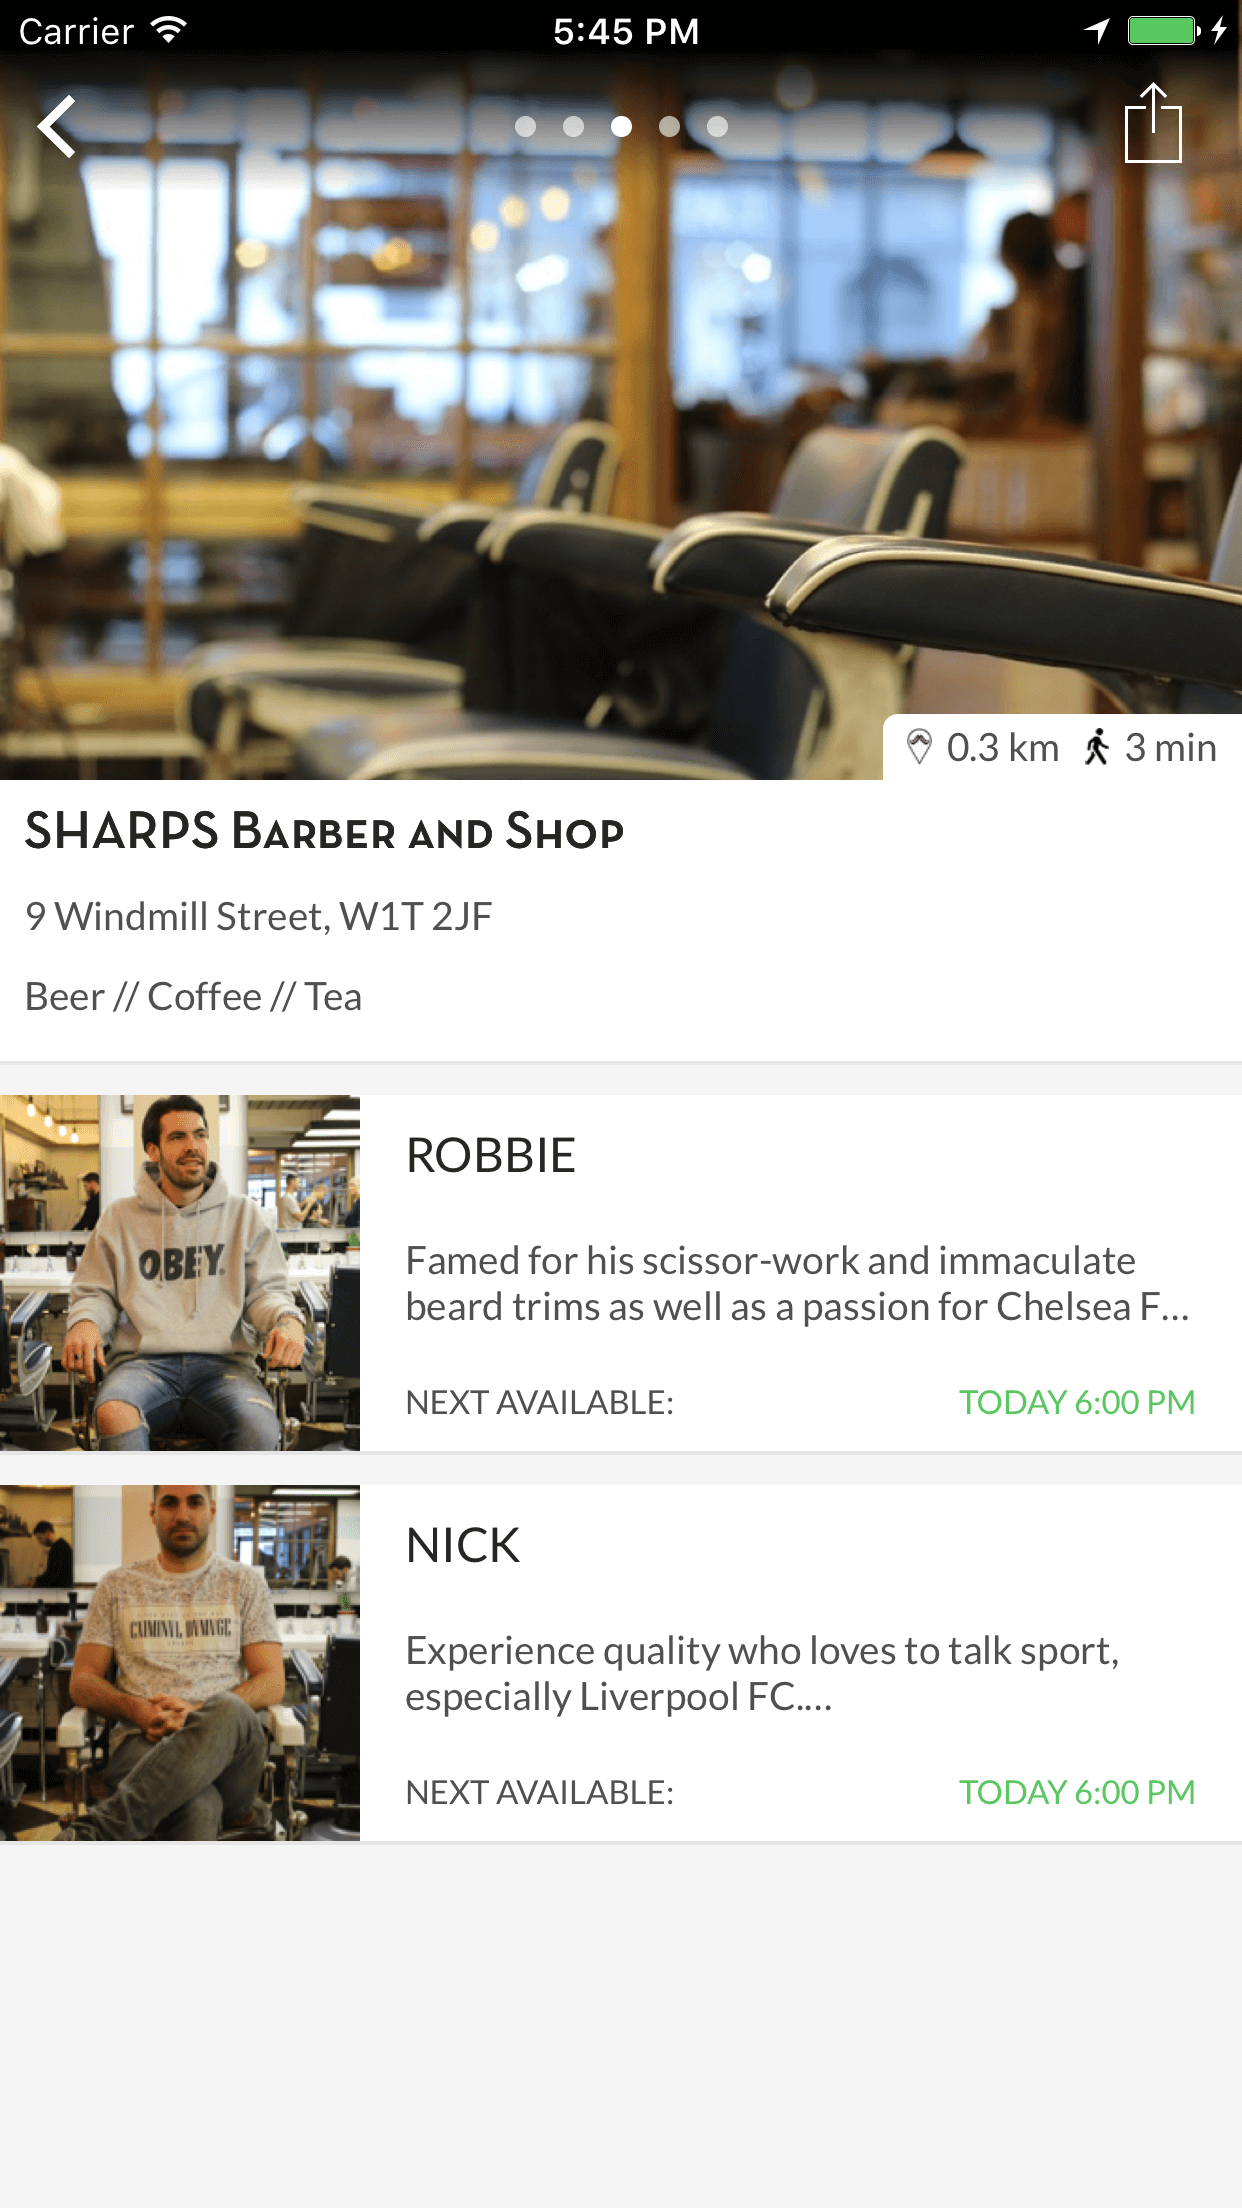 Carrier 5:45 PM
0.3 km 3 min
SHARPS BARBER AND SHOP
9 Windmill Street, W1T 2JF
Beer // Coffee // Tea
OBEY.
ROBBIE
Famed for his scissor-work and immaculate
beard trims as well as a passion for Chelsea F...
NEXT AVAILABLE: TODAY 6:00 PM
NICK
Experience quality who loves to talk sport,
especially Liverpool FC....
NEXT AVAILABLE: TODAY 6:00 PM